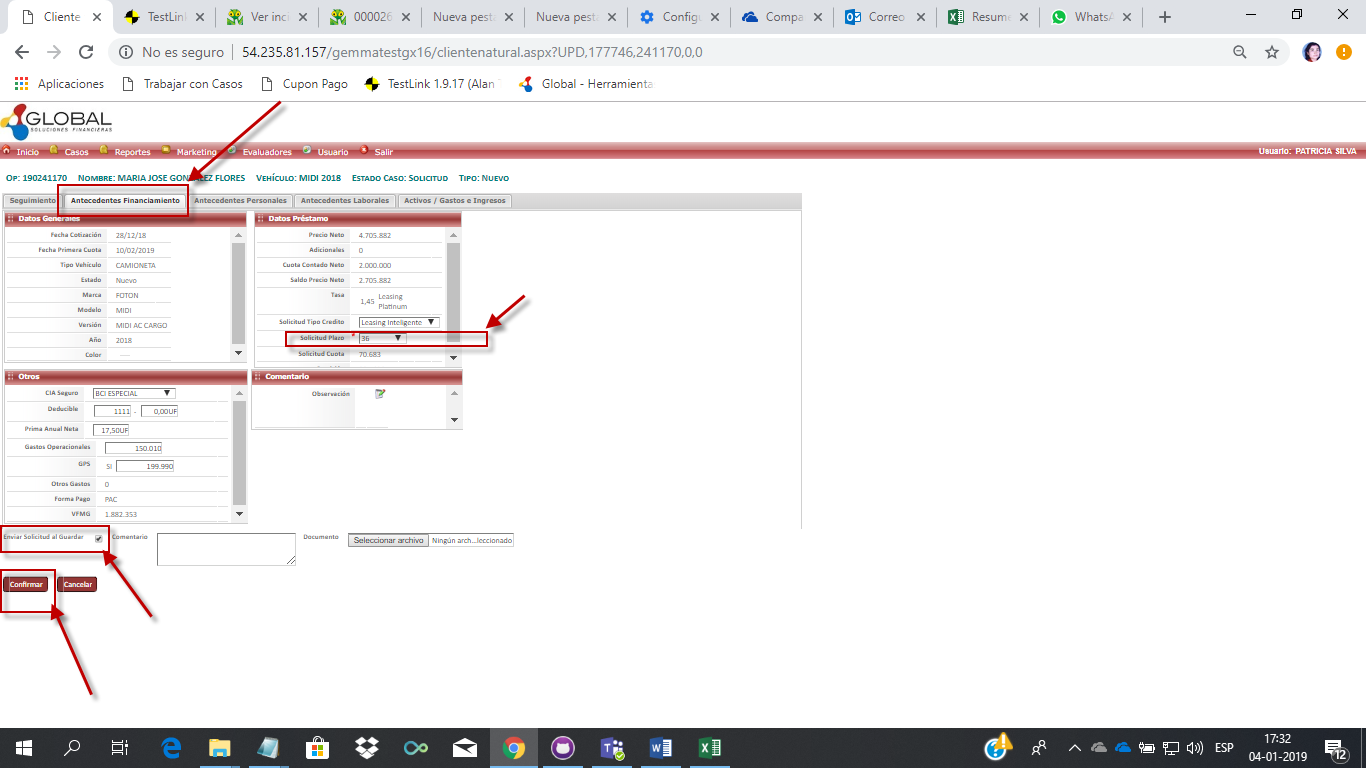 Cliente
TestLink
Ver inci
000026
Nueva pesta
Nueva pesta
Configu
Compa
Correo
Resume
WhatsA
No es seguro | 54.235.81.157/gemmatestgx16/clientenatural.aspx?UPD,177746,241170,0,0
Aplicaciones Trabajar con Casos Cupon Pago TestLink 1.9.17 (Alan Global - Herramienta
GLOBAL
SOLUCIONES FINANCIERAS
Inicio Casos Reportes Marketing Evaluadores Usuario Salir Usuario: PATRICIA SILVA
OP: 190241170 NOMBRE: MARIA JOSE GONZALEZ FLORES VEHÍCULO: MIDI 2018 ESTADO CASO: SOLICITUD TIPO: NUEVO
Seguimiento Antecedentes Financiamiento Antecedentes Personales Antecedentes Laborales Activos / Gastos e Ingresos
Datos Generales
Fecha Cotización 28/12/18
Fecha Primera Cuota 10/02/2019
Tipo Vehículo CAMIONETA
Estado Nuevo
Marca FOTON
Modelo MIDI
Versión MIDI AC CARGO
Año 2018
Color -----
Datos Préstamo
Precio Neto 4.705.882
Adicionales 0
Cuota Contado Neto 2.000.000
Saldo Precio Neto 2.705.882
Tasa 1,45 Leasing
Platinum
Solicitud Tipo Credito Leasing Inteligente
Solicitud Plazo * 36
Solicitud Cuota 70.683
Otros
CIA Seguro BCI ESPECIAL
Deducible 1111 - 0,00UF
Prima Anual Neta 17,50UF
Gastos Operacionales 150.010
GPS SI 199.990
Otros Gastos 0
Forma Pago PAC
VFMG 1.882.353
Comentario
Observación
Enviar Solicitud al Guardar Comentario Documento Seleccionar archivo Ningún arch...leccionado
Confirmar Cancelar
ESP
17:32
04-01-2019
12